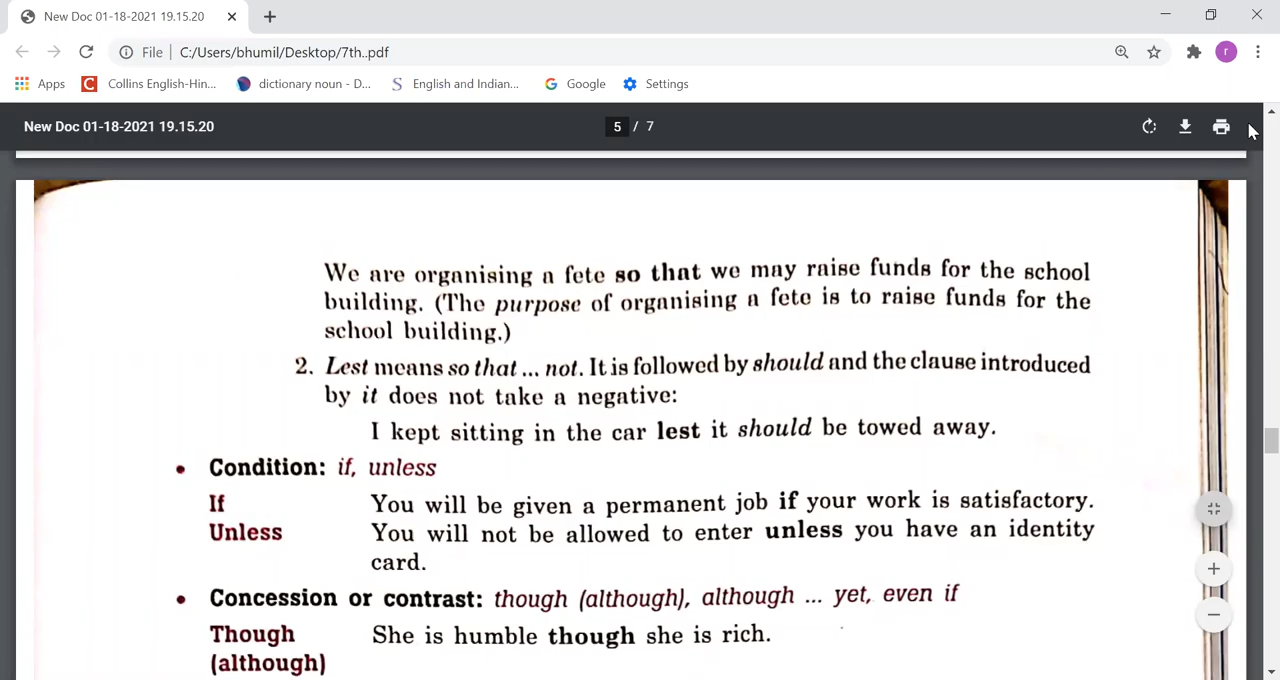 New Doc 01-18-2021 19.15.20
File C:/Users/bhumil/Desktop/7th..pdf
r
Apps Collins English-Hin... dictionary noun - D... English and Indian... Google Settings
New Doc 01-18-2021 19.15.20 5 / 7
We are organising a fete so that we may raise funds for the school
building. (The purpose of organising a fete is to raise funds for the
school building.)
2. Lest means so that ... not. It is followed by should and the clause introduced
by it does not take a negative:
I kept sitting in the car lest it should be towed away.
• Condition: if, unless
If You will be given a permanent job if your work is satisfactory.
Unless You will not be allowed to enter unless you have an identity
card.
• Concession or contrast: though (although), although ... yet, even if
Though She is humble though she is rich.
(although)